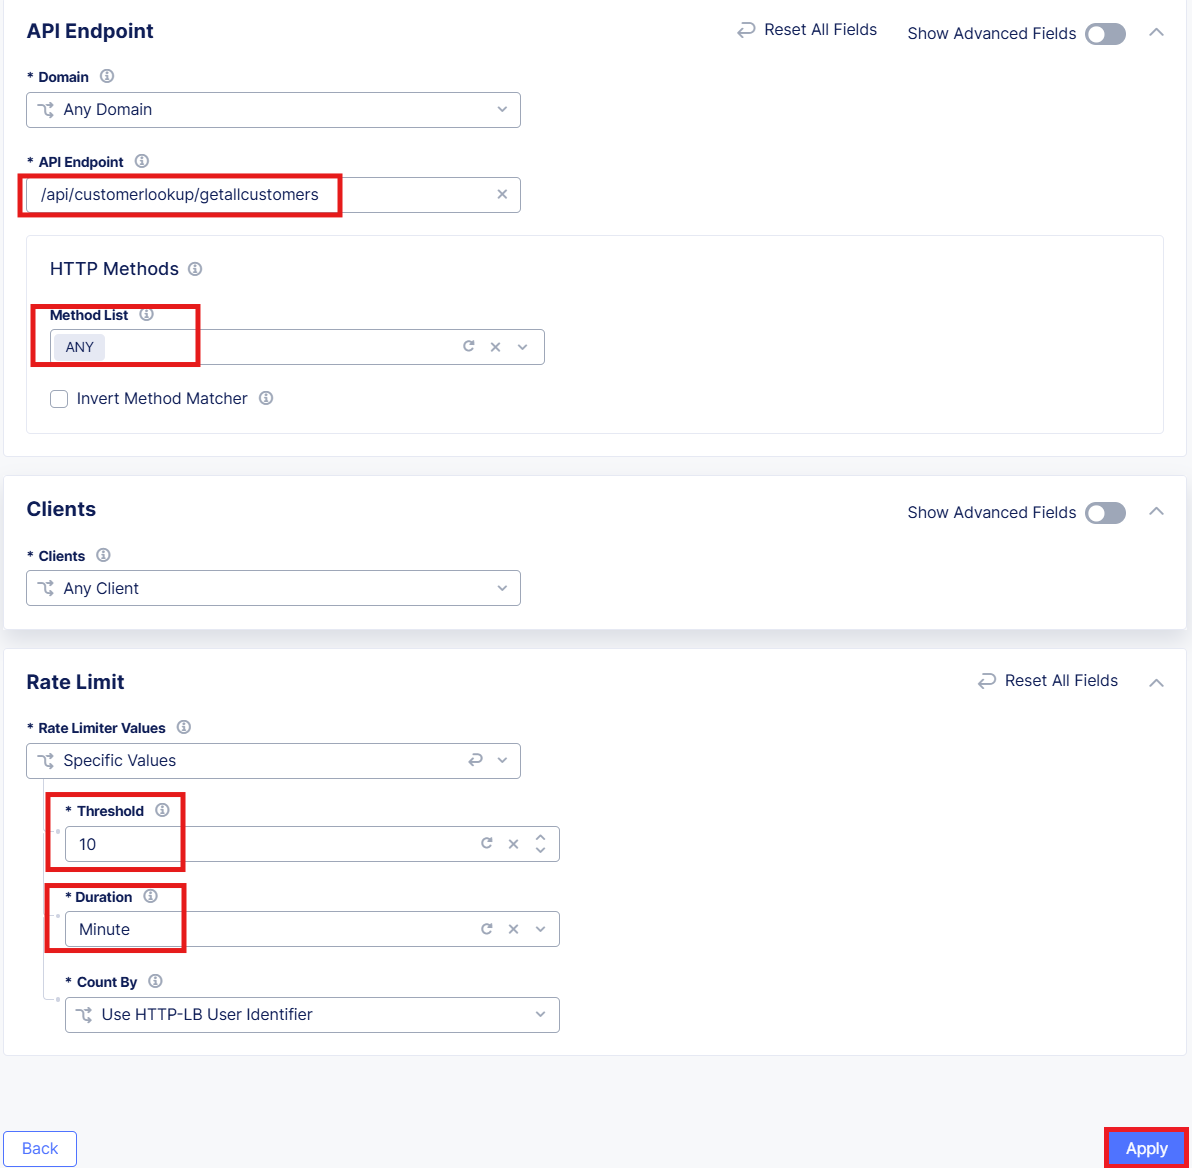 API Endpoint
Reset All Fields
Show Advanced Fields
* Domain
Any Domain
* API Endpoint
/api/customerlookup/getallcustomers
HTTP Methods
Method List
ANY
Invert Method Matcher
Clients
Show Advanced Fields
* Clients
Any Client
Rate Limit
Reset All Fields
* Rate Limiter Values
Specific Values
* Threshold
10
* Duration
Minute
* Count By
Use HTTP-LB User Identifier
Back
Apply